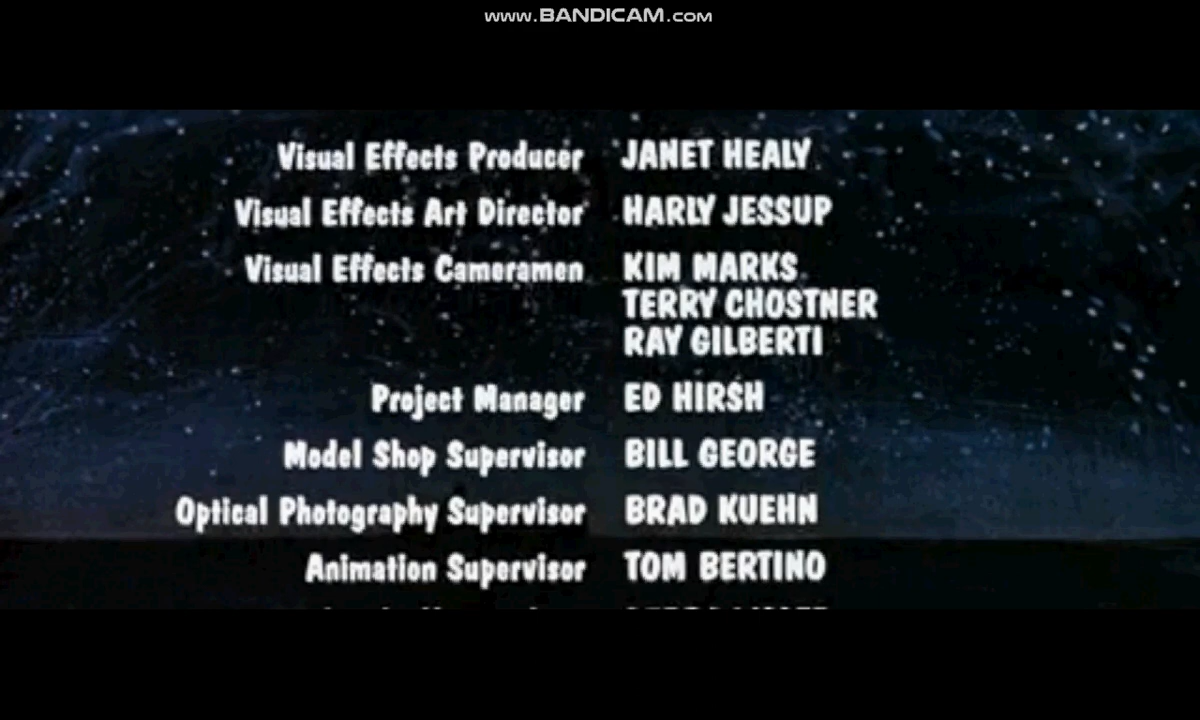 www.BANDICAM.com
Visual Effects Producer JANET HEALY
Visual Effects Art Director HARLY JESSUP
Visual Effects Cameramen KIM MARKS
TERRY CHOSTNER
RAY GILBERTI
Project Manager ED HIRSH
Model Shop Supervisor BILL GEORGE
Optical Photography Supervisor BRAD KUEHN
Animation Supervisor TOM BERTINO